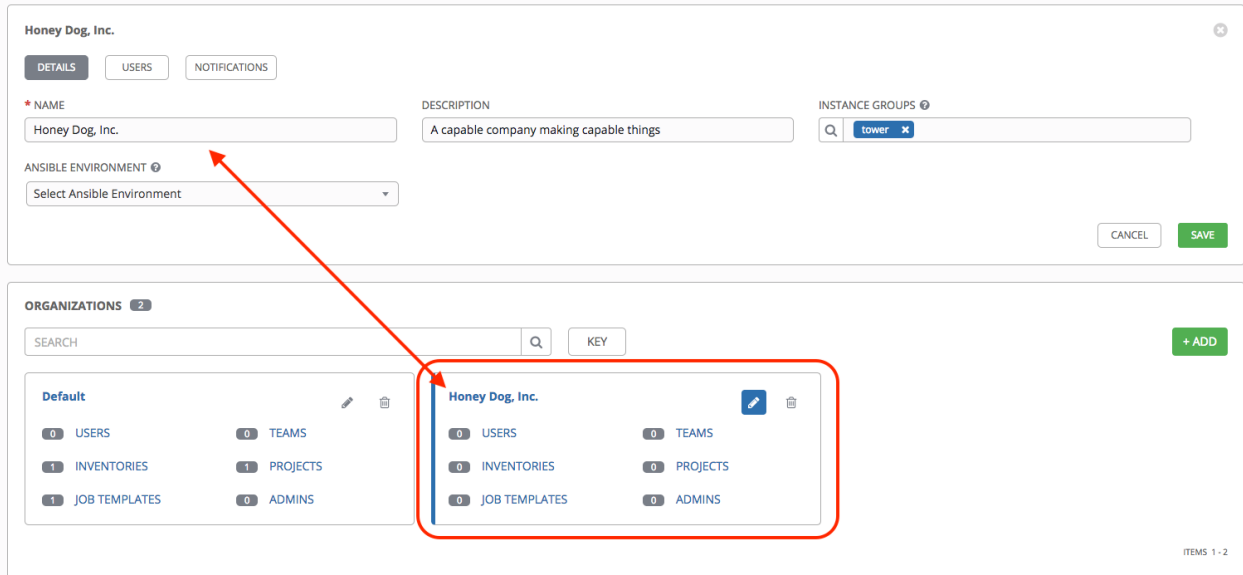 Honey Dog, Inc.
DETAILS USERS NOTIFICATIONS
* NAME DESCRIPTION INSTANCE GROUPS
Honey Dog, Inc. A capable company making capable things tower
ANSIBLE ENVIRONMENT
Select Ansible Environment
CANCEL SAVE
ORGANIZATIONS 2
SEARCH KEY + ADD
Default Honey Dog, Inc.
0 USERS 0 TEAMS 0 USERS 0 TEAMS
1 INVENTORIES 1 PROJECTS 0 INVENTORIES 0 PROJECTS
1 JOB TEMPLATES 0 ADMINS 0 JOB TEMPLATES 0 ADMINS
ITEMS 1 - 2